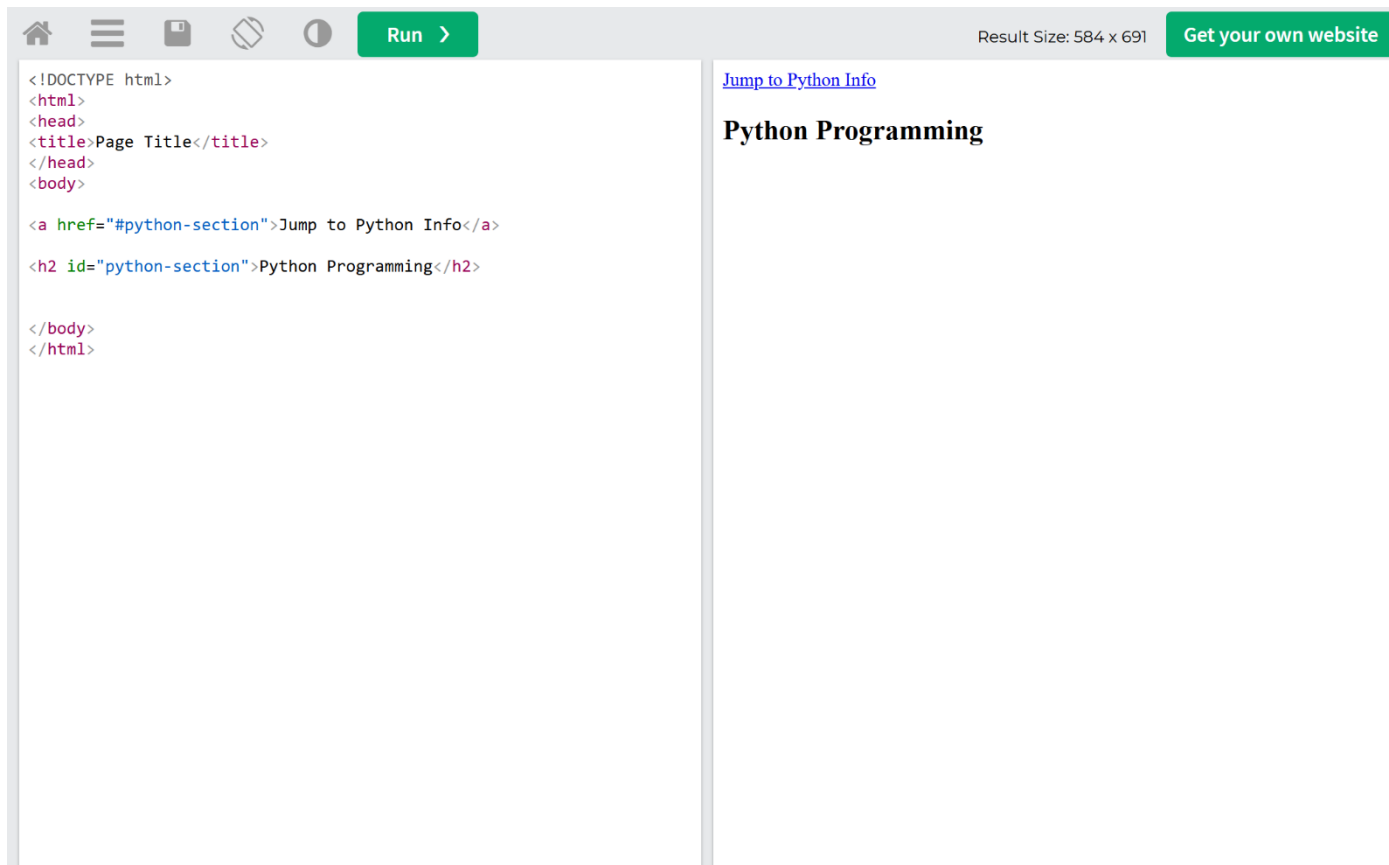 Run ❯
Result Size: 584 x 691
Get your own website
<!DOCTYPE html>
<html>
<head>
<title>Page Title</title>
</head>
<body>
<a href="#python-section">Jump to Python Info</a>
<h2 id="python-section">Python Programming</h2>
</body>
</html>
Jump to Python Info
Python Programming